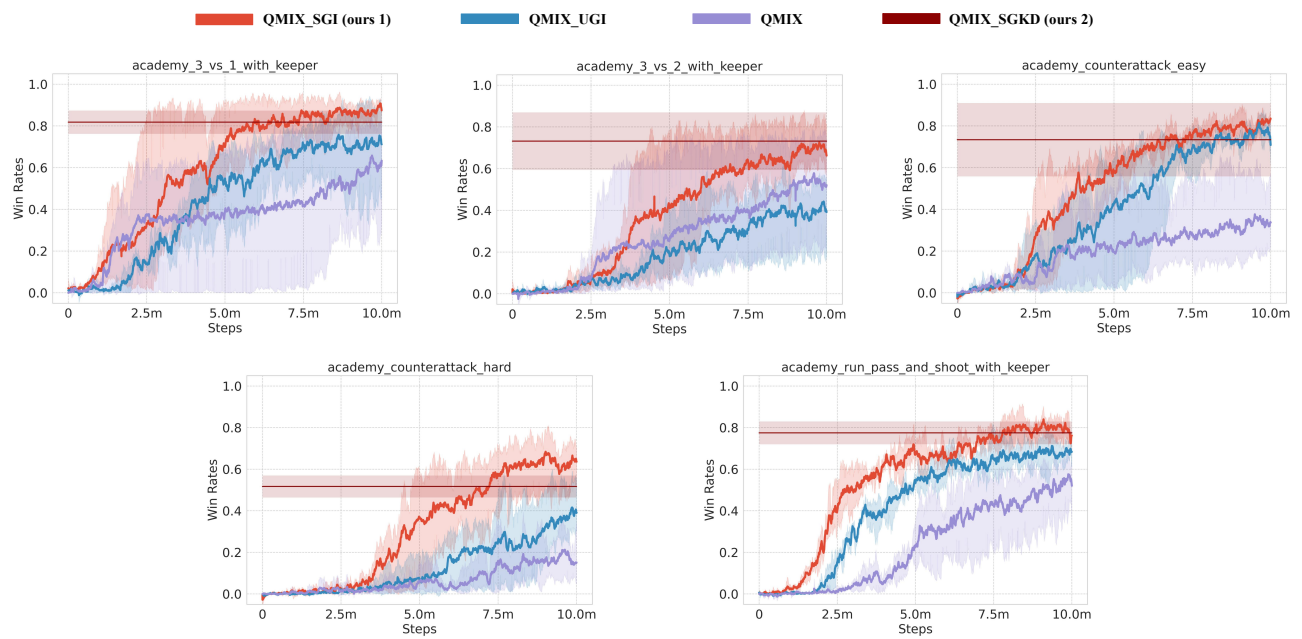 QMIX_SGI (ours 1) QMIX_UGI QMIX QMIX_SGKD (ours 2)
academy_3_vs_1_with_keeper
1.0
0.8
0.6
0.4
0.2
0.0
Win Rates
0 2.5m 5.0m 7.5m 10.0m
Steps
academy_3_vs_2_with_keeper
1.0
0.8
0.6
0.4
0.2
0.0
Win Rates
0 2.5m 5.0m 7.5m 10.0m
Steps
academy_counterattack_easy
1.0
0.8
0.6
0.4
0.2
0.0
Win Rates
0 2.5m 5.0m 7.5m 10.0m
Steps
academy_counterattack_hard
1.0
0.8
0.6
0.4
0.2
0.0
Win Rates
0 2.5m 5.0m 7.5m 10.0m
Steps
academy_run_pass_and_shoot_with_keeper
1.0
0.8
0.6
0.4
0.2
0.0
Win Rates
0 2.5m 5.0m 7.5m 10.0m
Steps